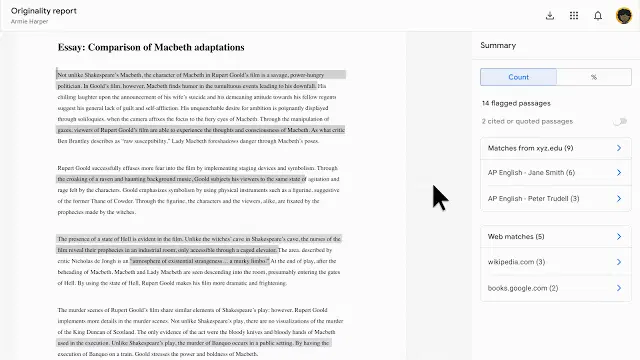 Originality report
Armie Harper
Essay: Comparison of Macbeth adaptations
Not unlike Shakespeare's Macbeth, the character of Macbeth in Rupert Goold's film is a savage, power-hungry
politician. In Goold's film, however, Macbeth finds humor in the tumultuous events leading to his downfall. His
chilling laughter upon the announcement of his wife's suicide and his demeaning attitude towards his fellow regents
suggest his general lack of guilt and self-affliction. His unquenchable desire for ambition is poignantly displayed
through soliloquies, when the camera affixes the focus to the fiery eyes of Macbeth. Through the manipulation of
gazes, viewers of Rupert Goold's film are able to experience the thoughts and consciousness of Macbeth. As what critic
Ben Brantley describes as "raw susceptibility," Lady Macbeth foreshadows danger through Macbeth's poses.
Rupert Goold successfully effuses more fear into the film by implementing staging devices and symbolism. Through
the croaking of a raven and haunting background music, Goold subjects his viewers to the same state of agitation and
rage felt by the characters. Goold emphasizes symbolism by using physical instruments such as a figurine, suggestive
of the former Thane of Cowder. Through the figurine, the characters and the viewers, alike, are fixated by the
prophecies made by the witches.
The presence of a state of Hell is evident in the film. Unlike the witches' cave in Shakespeare's cave, the nurses of the
film reveal their prophecies in an industrial room, only accessible through a caged elevator. The area, described by
critic Nicholas de Jongh is an "atmosphere of existential strangeness ... a murky limbo." At the end of play, after the
beheading of Macbeth, Macbeth and Lady Macbeth are seen descending into the room, presumably entering the gates
of Hell. By using the state of Hell, Rupert Goold makes his film more dramatic and frightening.
The murder scenes of Rupert Goold's film share similar elements of Shakespeare's play; however, Rupert Goold
implements more details in the murder scenes. Not unlike Shakespeare's play, there are no visualizations of the murder
of the King Duncan of Scotland. The only evidence of the act were the bloody knives and bloody hands of Macbeth
used in the execution. Unlike Shakespeare's play, the murder of Banquo occurs in a public setting. By having the
execution of Banquo on a train, Goold stresses the power and boldness of Macbeth.
Summary
Count
%
14 flagged passages
2 cited or quoted passages
Matches from xyz.edu (9)
AP English - Jane Smith (6)
AP English - Peter Trudell (3)
Web matches (5)
wikipedia.com (3)
books.google.com (2)